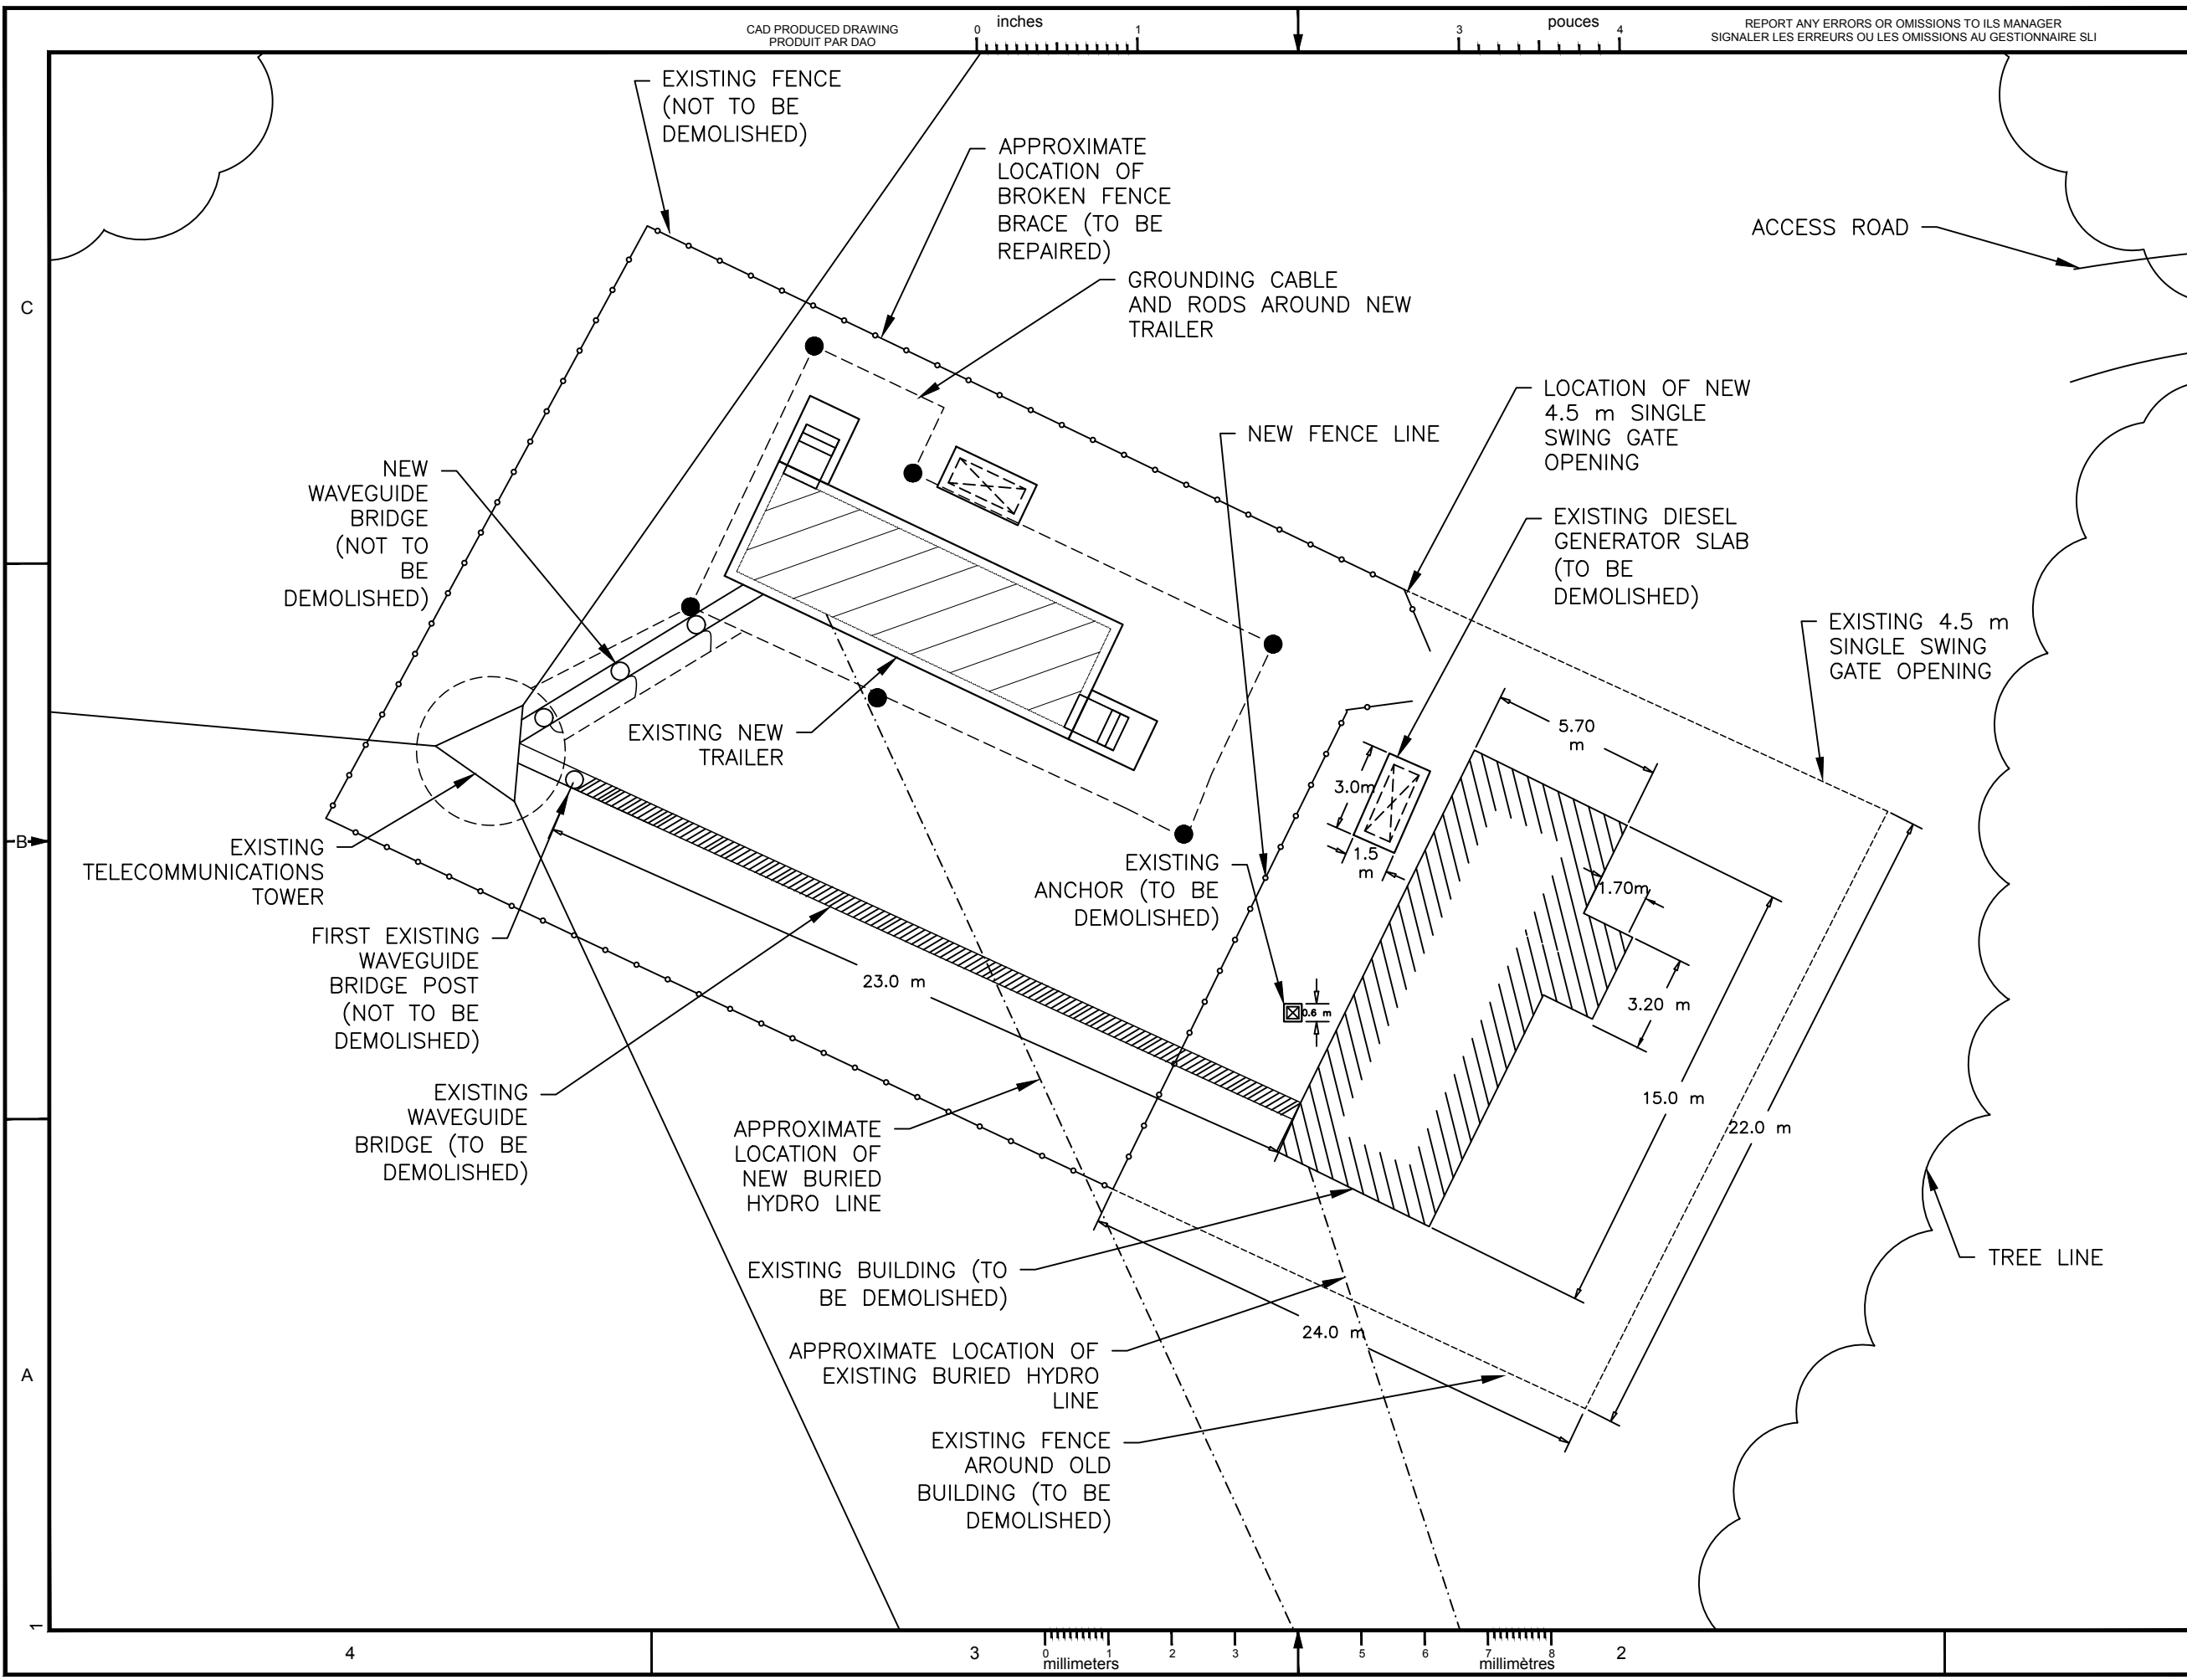 CAD PRODUCED DRAWING
PRODUIT PAR DAO
inches
0
1
3
pouces
4
REPORT ANY ERRORS OR OMISSIONS TO ILS MANAGER
SIGNALER LES ERREURS OU LES OMISSIONS AU GESTIONNAIRE SLI
EXISTING FENCE
(NOT TO BE
DEMOLISHED)
APPROXIMATE
LOCATION OF
BROKEN FENCE
BRACE (TO BE
REPAIRED)
ACCESS ROAD
GROUNDING CABLE
AND RODS AROUND NEW
TRAILER
C
LOCATION OF NEW
4.5 m SINGLE
SWING GATE
OPENING
NEW FENCE LINE
NEW
WAVEGUIDE
BRIDGE
(NOT TO
BE
DEMOLISHED)
EXISTING DIESEL
GENERATOR SLAB
(TO BE
DEMOLISHED)
EXISTING 4.5 m
SINGLE SWING
GATE OPENING
EXISTING NEW
TRAILER
5.70
m
3.0m
1.5
m
1.70m
B
EXISTING
TELECOMMUNICATIONS
TOWER
EXISTING
ANCHOR (TO BE
DEMOLISHED)
FIRST EXISTING
WAVEGUIDE
BRIDGE POST
(NOT TO BE
DEMOLISHED)
23.0 m
0.6 m
3.20 m
EXISTING
WAVEGUIDE
BRIDGE (TO BE
DEMOLISHED)
15.0 m
22.0 m
APPROXIMATE
LOCATION OF
NEW BURIED
HYDRO LINE
TREE LINE
EXISTING BUILDING (TO
BE DEMOLISHED)
24.0 m
APPROXIMATE LOCATION OF
EXISTING BURIED HYDRO
LINE
A
EXISTING FENCE
AROUND OLD
BUILDING (TO BE
DEMOLISHED)
1
4
3
0
1
2
3
5
6
7
8
millimeters
millimètres
2